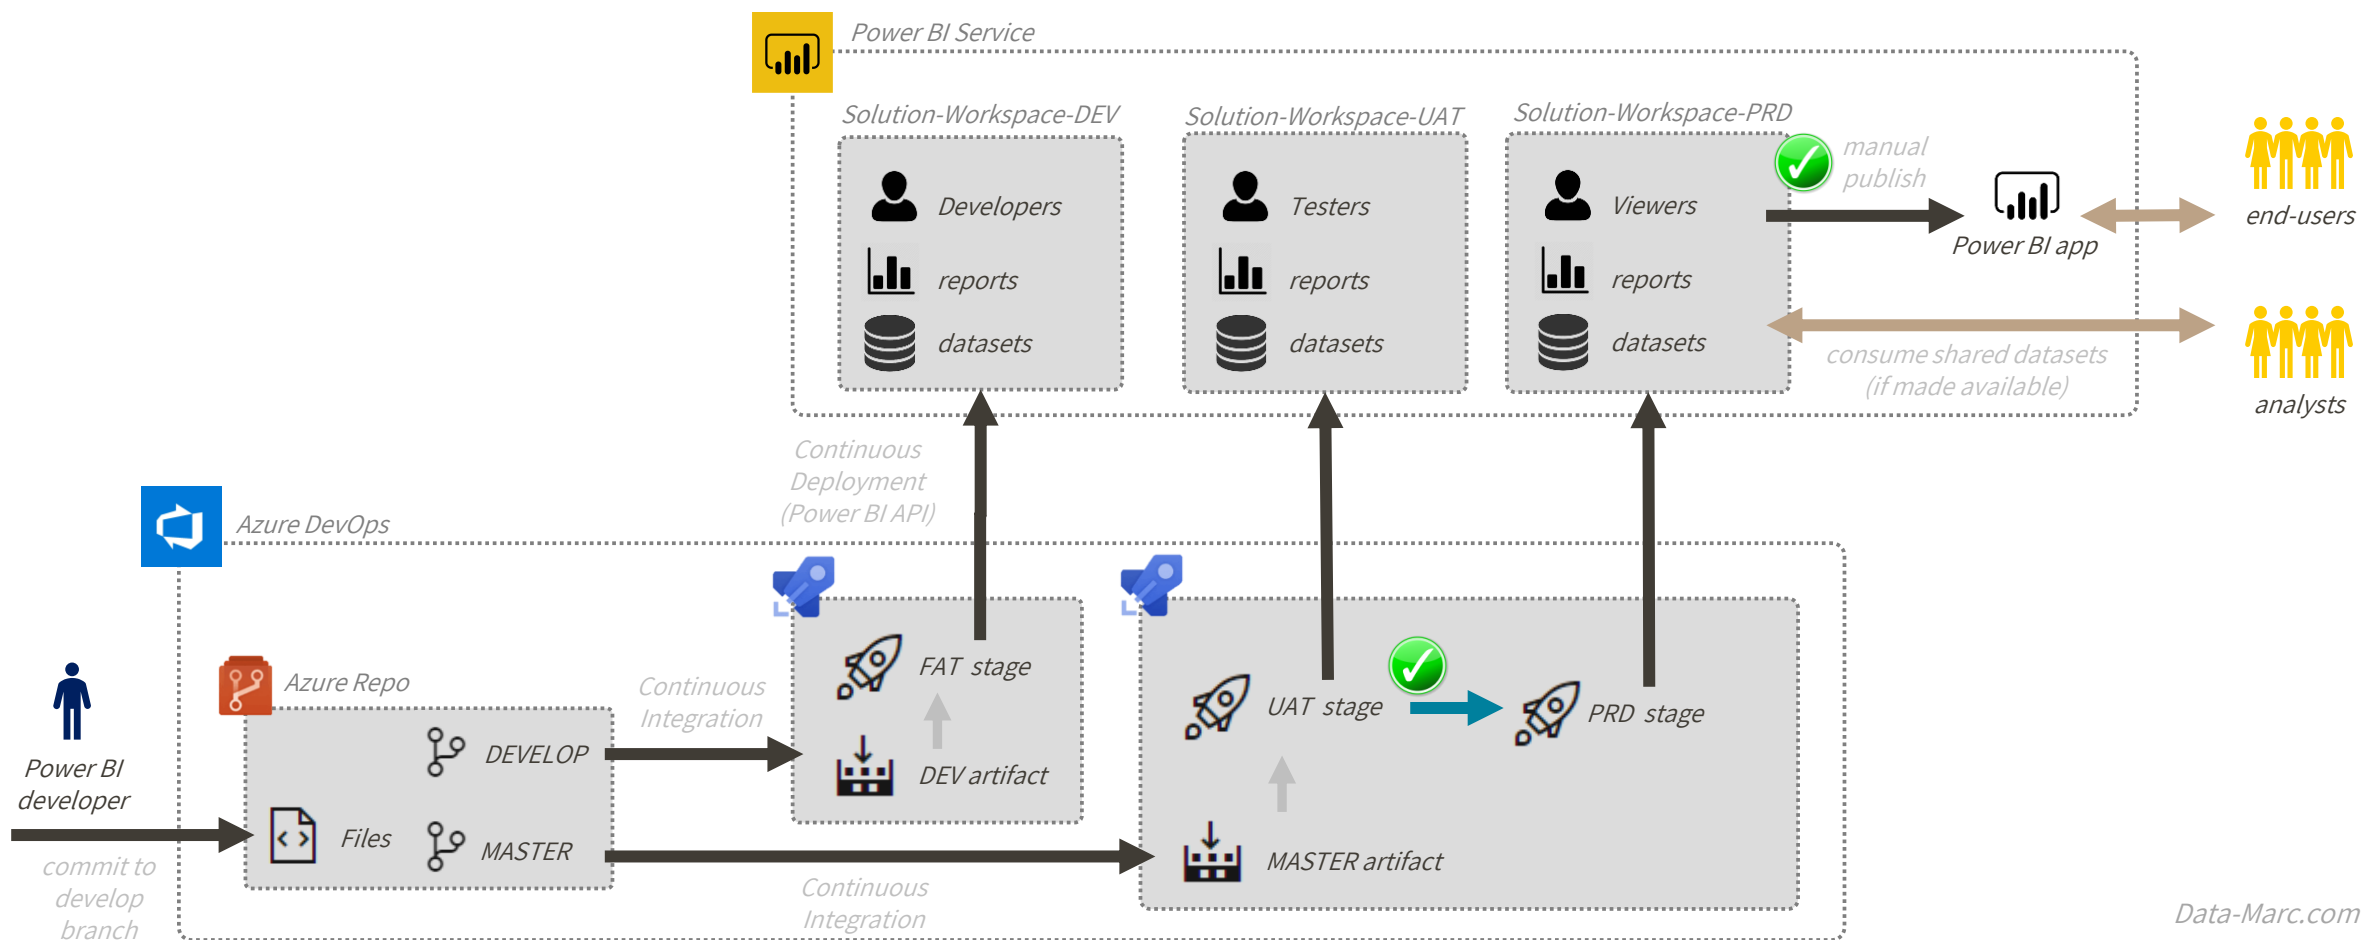 Power BI Service
Solution-Workspace-DEV
Solution-Workspace-UAT
Solution-Workspace-PRD
Developers
reports
datasets
Testers
reports
datasets
Viewers
reports
datasets
manual
publish
Power BI app
end-users
consume shared datasets
(if made available)
analysts
Continuous
Deployment
(Power BI API)
Azure DevOps
Power BI
developer
commit to
develop
branch
Azure Repo
Files
DEVELOP
MASTER
Continuous
Integration
FAT stage
DEV artifact
Continuous
Integration
UAT stage
PRD stage
MASTER artifact
Data-Marc.com